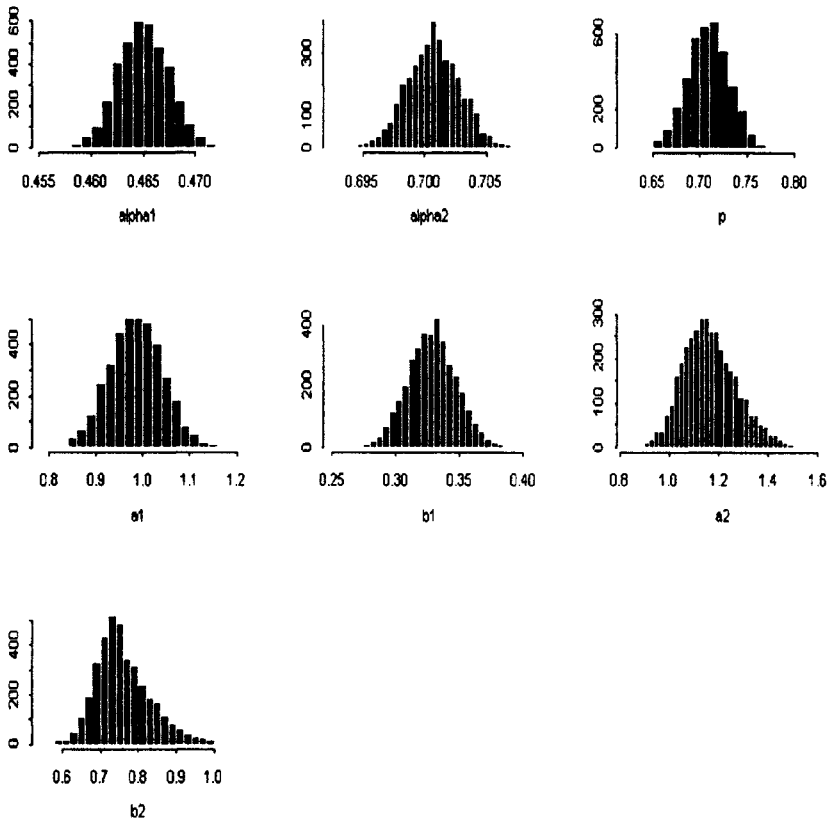 0 200 400 600
0.455 0.460 0.465 0.470
alpha1
0 100 300
0.695 0.700 0.705
alpha2
0 200 600
0.65 0.70 0.75 0.80
p
0 200 400
0.8 0.9 1.0 1.1 1.2
a1
0 200 400
0.25 0.30 0.35 0.40
b1
0 100 200 300
0.8 1.0 1.2 1.4 1.6
a2
0 200 400
0.6 0.7 0.8 0.9 1.0
b2